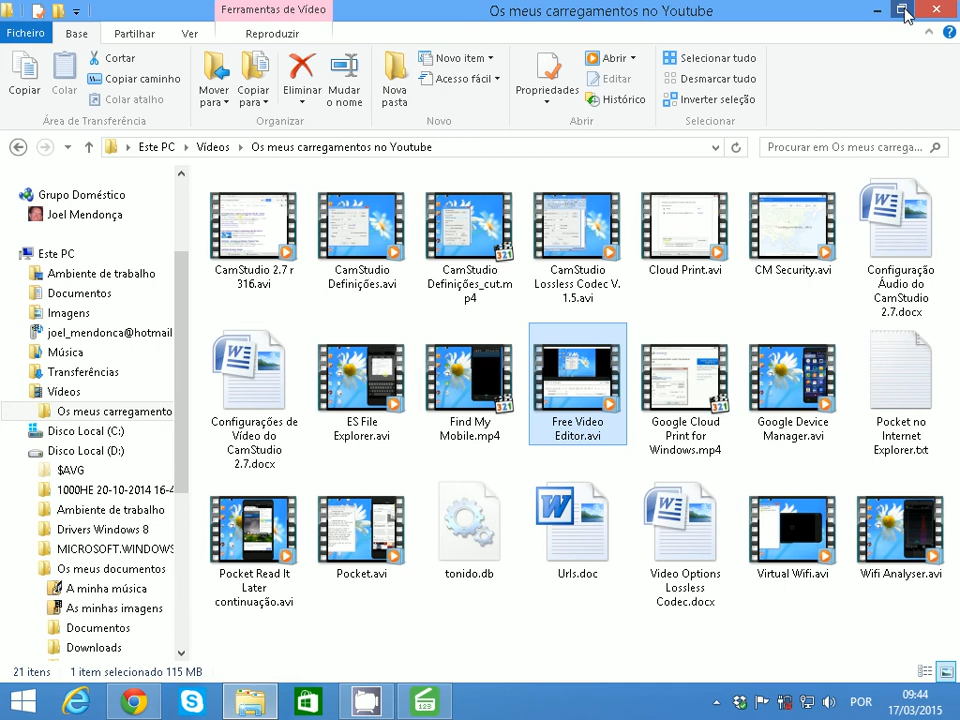 Ferramentas de Vídeo
Os meus carregamentos no Youtube
Ficheiro
Base
Partilhar
Ver
Reproduzir
Copiar
Colar
Cortar
Copiar caminho
Colar atalho
Área de Transferência
Mover para
Copiar para
Eliminar
Mudar o nome
Organizar
Nova pasta
Novo item
Acesso fácil
Novo
Propriedades
Abrir
Editar
Histórico
Abrir
Selecionar tudo
Desmarcar tudo
Inverter seleção
Selecionar
Este PC
Vídeos
Os meus carregamentos no Youtube
Procurar em Os meus carrega...
Grupo Doméstico
Joel Mendonça
Este PC
Ambiente de trabalho
Documentos
Imagens
joel_mendonca@hotmail
Música
Transferências
Vídeos
Os meus carregamento
Disco Local (C:)
Disco Local (D:)
$AVG
1000HE 20-10-2014 16-4
Ambiente de trabalho
Drivers Windows 8
MICROSOFT.WINDOWS
Os meus documentos
A minha música
As minhas imagens
Documentos
Downloads
CamStudio 2.7 r
316.avi
CamStudio
Definições.avi
CamStudio
Definições_cut.m
p4
CamStudio
Lossless Codec V.
1.5.avi
Cloud Print.avi
CM Security.avi
Configuração
Áudio do
CamStudio
2.7.docx
Configurações de
Vídeo do
CamStudio
2.7.docx
ES File
Explorer.avi
Find My
Mobile.mp4
Free Video
Editor.avi
Google Cloud
Print for
Windows.mp4
Google Device
Manager.avi
Pocket no
Internet
Explorer.txt
Pocket Read It
Later
continuação.avi
Pocket.avi
tonido.db
Urls.doc
Video Options
Lossless
Codec.docx
Virtual Wifi.avi
Wifi Analyser.avi
21 itens
1 item selecionado 115 MB
POR
09:44
17/03/2015